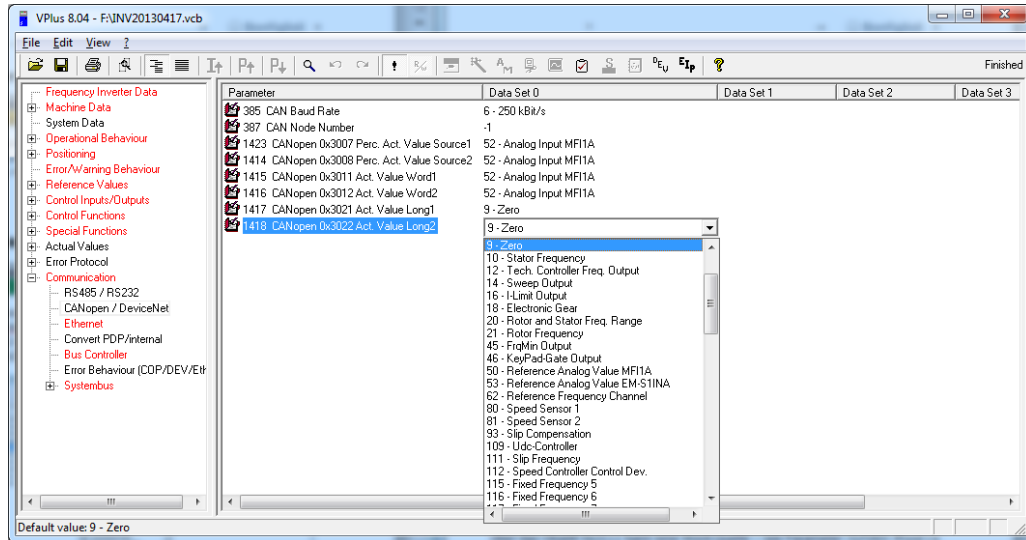 VPlus 8.04 - F:\INV20130417.vcb
File Edit View ?
Finished
Frequency Inverter Data
Machine Data
System Data
Operational Behaviour
Positioning
Error/Warning Behaviour
Reference Values
Control Inputs/Outputs
Control Functions
Special Functions
Actual Values
Error Protocol
Communication
RS485 / RS232
CANopen / DeviceNet
Ethernet
Convert PDP/internal
Bus Controller
Error Behaviour (COP/DEV/Eth
Systembus
Parameter Data Set 0 Data Set 1 Data Set 2 Data Set 3
385 CAN Baud Rate 6 - 250 kBit/s
387 CAN Node Number -1
1423 CANopen 0x3007 Perc. Act. Value Source1 52 - Analog Input MFI1A
1414 CANopen 0x3008 Perc. Act. Value Source2 52 - Analog Input MFI1A
1415 CANopen 0x3011 Act. Value Word1 52 - Analog Input MFI1A
1416 CANopen 0x3012 Act. Value Word2 52 - Analog Input MFI1A
1417 CANopen 0x3021 Act. Value Long1 9 - Zero
1418 CANopen 0x3022 Act. Value Long2 9 - Zero
9 - Zero
10 - Stator Frequency
12 - Tech. Controller Freq. Output
14 - Sweep Output
16 - I-Limit Output
18 - Electronic Gear
20 - Rotor and Stator Freq. Range
21 - Rotor Frequency
45 - FrqMin Output
46 - KeyPad-Gate Output
50 - Reference Analog Value MFI1A
53 - Reference Analog Value EM-S1INA
62 - Reference Frequency Channel
80 - Speed Sensor 1
81 - Speed Sensor 2
93 - Slip Compensation
109 - Udc-Controller
111 - Slip Frequency
112 - Speed Controller Control Dev.
115 - Fixed Frequency 5
116 - Fixed Frequency 6
Default value: 9 - Zero